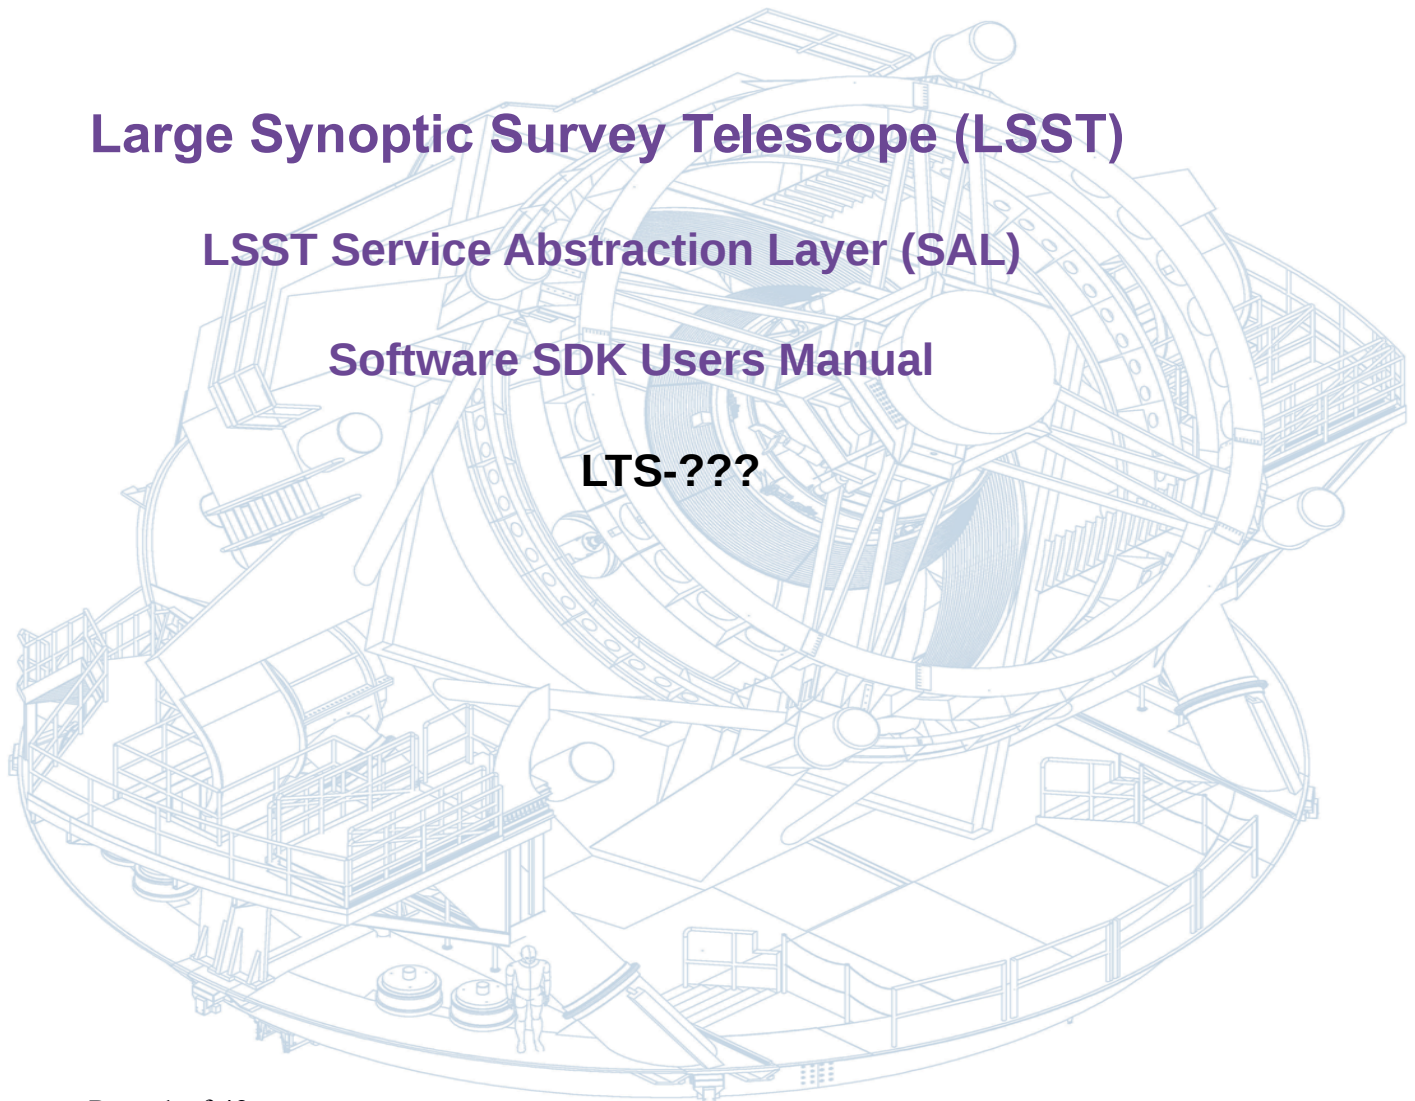 Large Synoptic Survey Telescope (LSST)
LSST Service Abstraction Layer (SAL)
Software SDK Users Manual
LTS-???